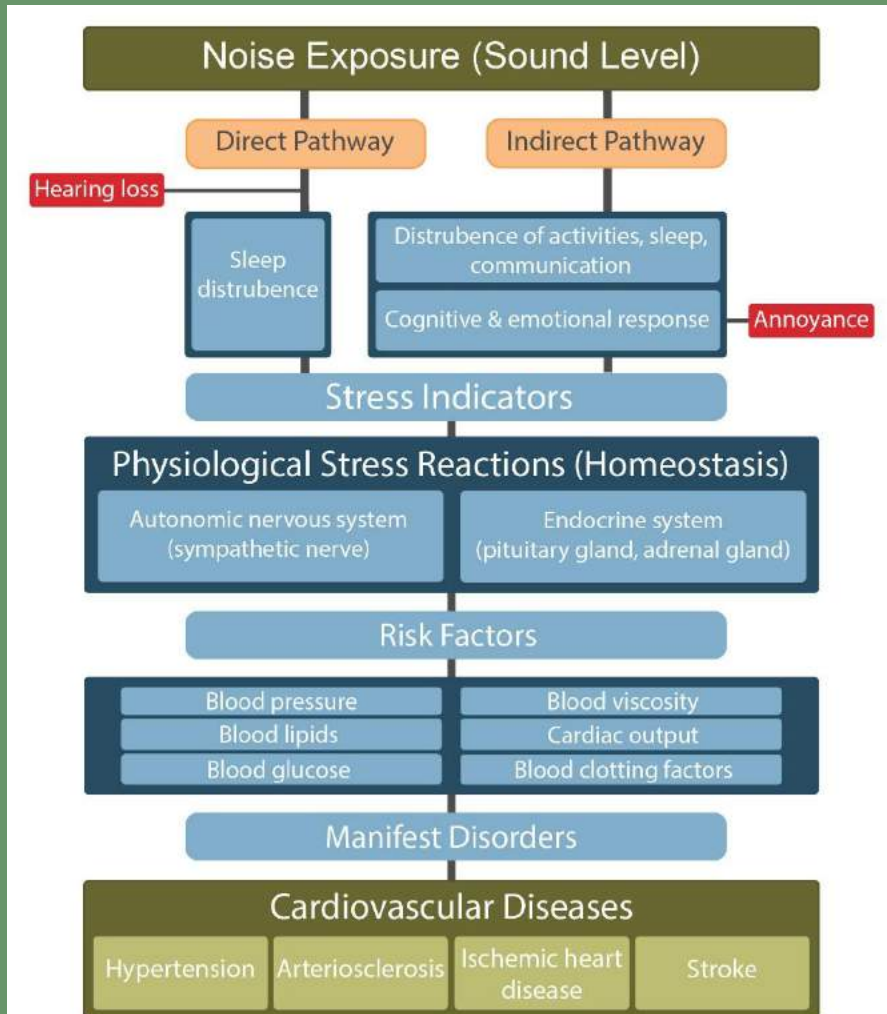 Noise Exposure (Sound Level)
Direct Pathway
Indirect Pathway
Hearing loss
Sleep
distrubence
Distrubence of activities, sleep,
communication
Cognitive & emotional response
Annoyance
Stress Indicators
Physiological Stress Reactions (Homeostasis)
Autonomic nervous system
(sympathetic nerve)
Endocrine system
(pituitary gland, adrenal gland)
Risk Factors
Blood pressure
Blood viscosity
Blood lipids
Cardiac output
Blood glucose
Blood clotting factors
Manifest Disorders
Cardiovascular Diseases
Hypertension
Arteriosclerosis
Ischemic heart
disease
Stroke